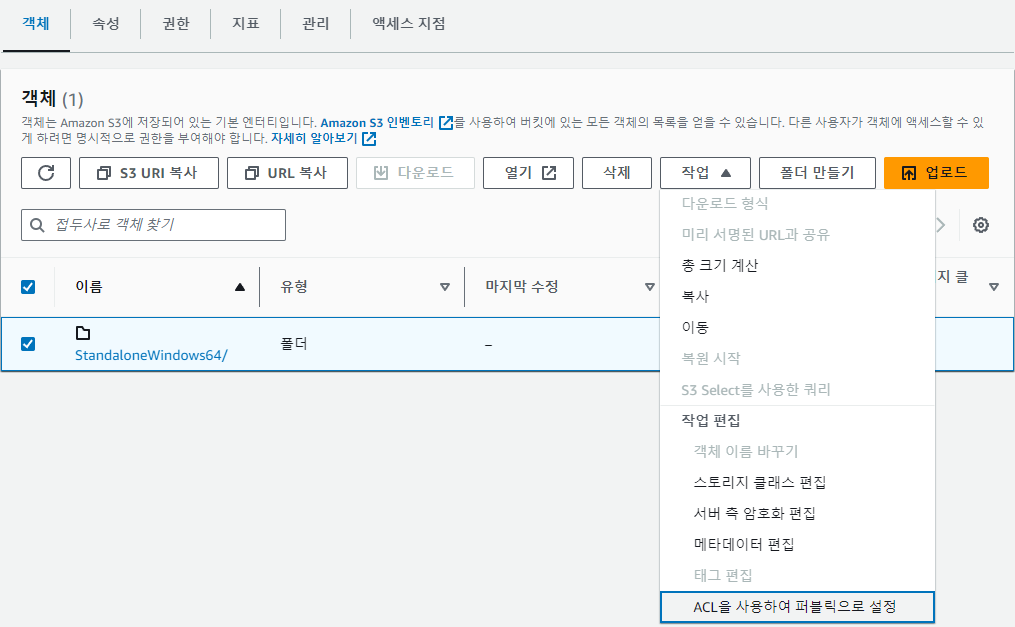 객체 속성 권한 지표 관리 액세스 지점
객체 (1)
객체는 Amazon S3에 저장되어 있는 기본 엔터티입니다. Amazon S3 인벤토리를 사용하여 버킷에 있는 모든 객체의 목록을 얻을 수 있습니다. 다른 사용자가 객체에 액세스할 수 있
게 하려면 명시적으로 권한을 부여해야 합니다. 자세히 알아보기
S3 URI 복사 URL 복사 다운로드 열기 삭제 작업 폴더 만들기 업로드
접두사로 객체 찾기
이름 유형 마지막 수정 지 클
StandaloneWindows64/ 폴더 –
다운로드 형식
미리 서명된 URL과 공유
총 크기 계산
복사
이동
복원 시작
S3 Select를 사용한 쿼리
작업 편집
객체 이름 바꾸기
스토리지 클래스 편집
서버 측 암호화 편집
메타데이터 편집
태그 편집
ACL을 사용하여 퍼블릭으로 설정